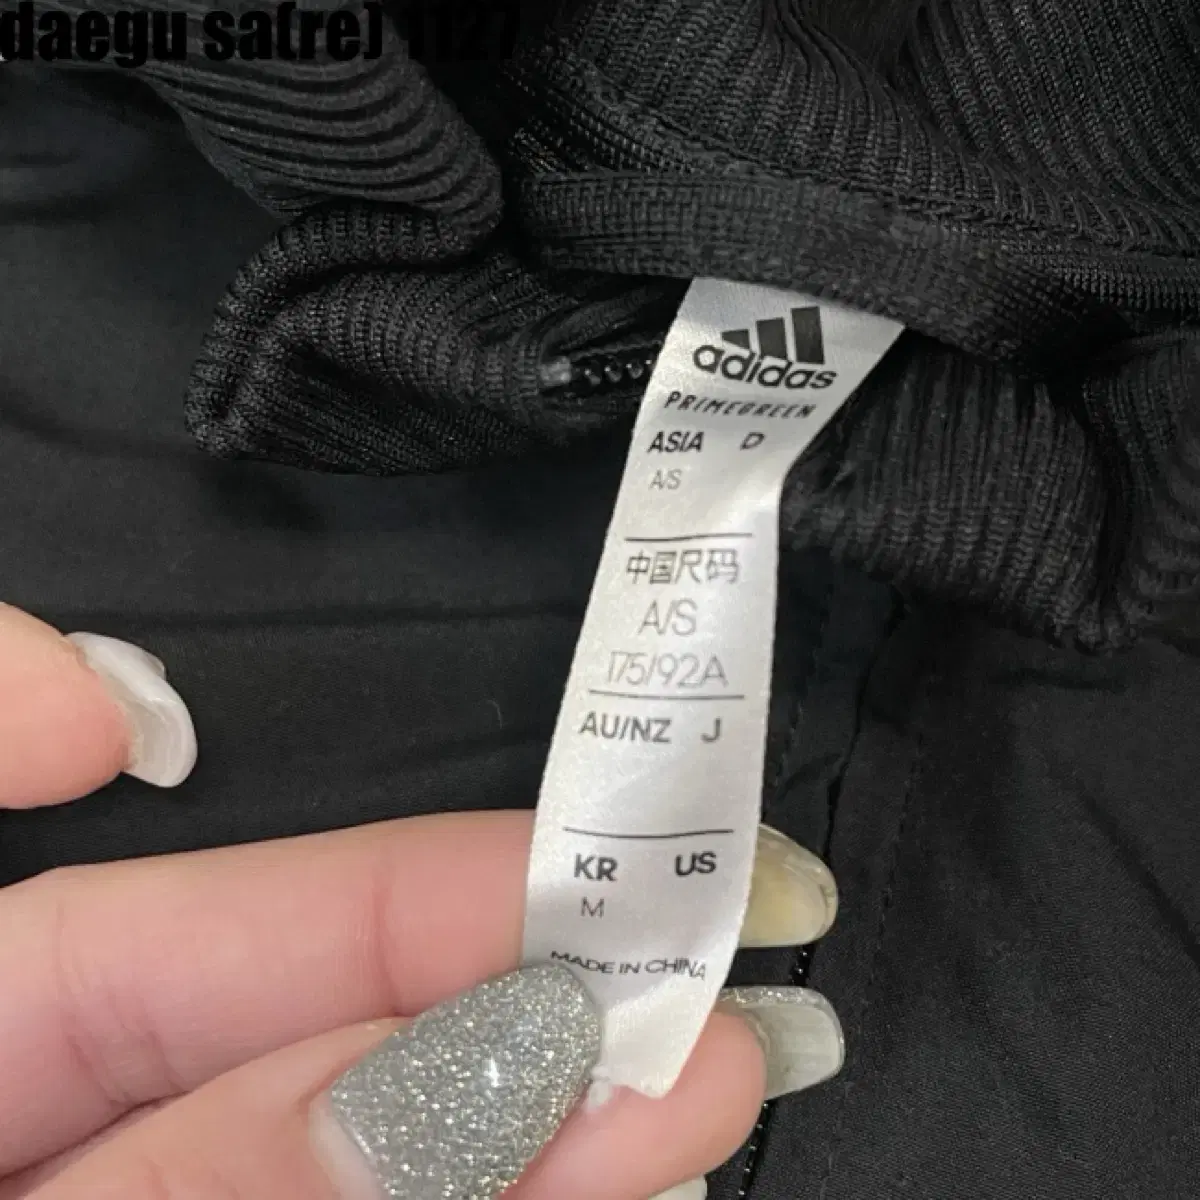 daegu sa(re) 1127
adidas
PRIMEGREEN
ASIA D
A/S
中国尺码
A/S
175/92A
AU/NZ J
KR US
M
MADE IN CHINA